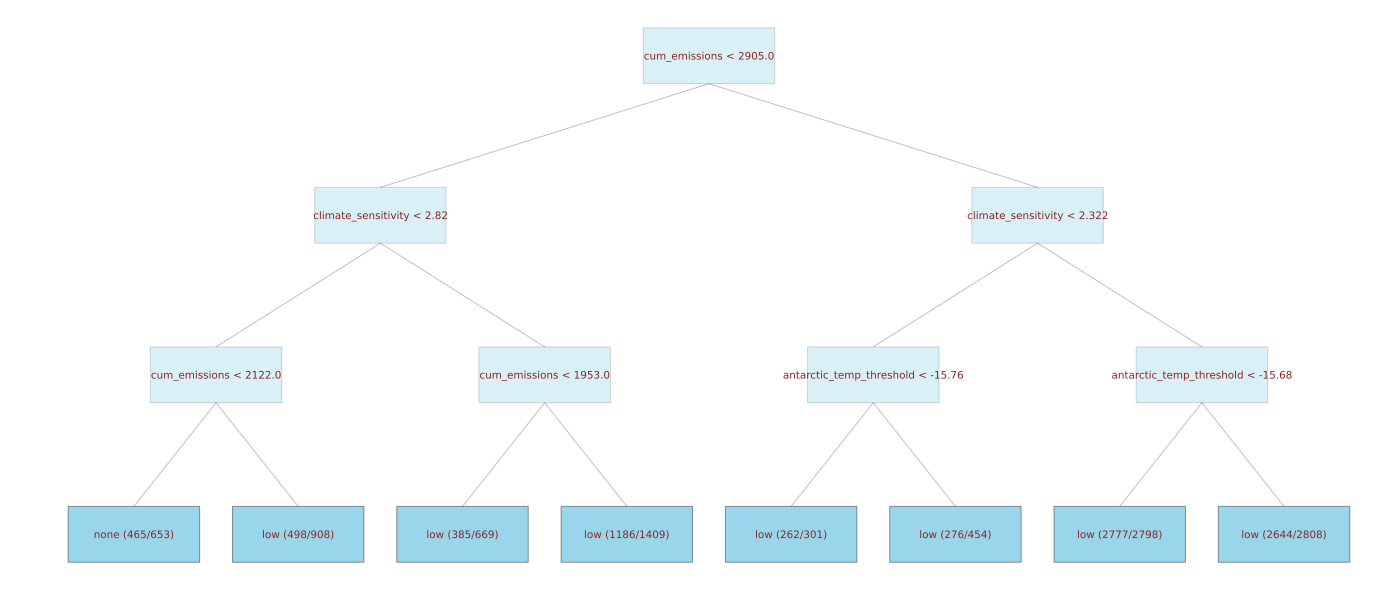 cum_emissions < 2905.0
climate_sensitivity < 2.82
climate_sensitivity < 2.322
cum_emissions < 2122.0
cum_emissions < 1953.0
antarctic_temp_threshold < -15.76
antarctic_temp_threshold < -15.68
none (465/653)
low (498/908)
low (385/669)
low (1186/1409)
low (262/301)
low (276/454)
low (2777/2798)
low (2644/2808)